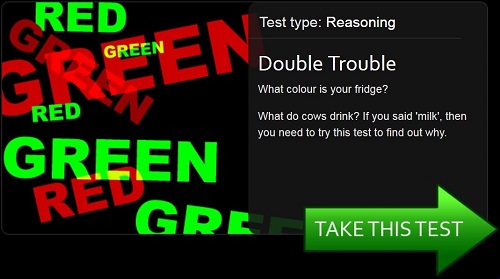 RED
GREEN
GREEN
GREEN
RED
GREEN
RED
GREE
Test type: Reasoning
Double Trouble
What colour is your fridge?
What do cows drink? If you said 'milk', then
you need to try this test to find out why.
TAKE THIS TEST